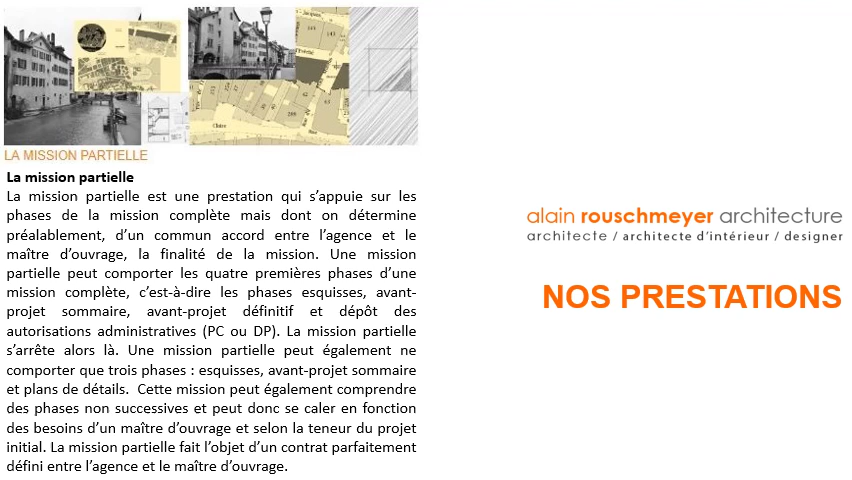 LA MISSION PARTIELLE
La mission partielle
La mission partielle est une prestation qui s’appuie sur les
phases de la mission complète mais dont on détermine
préalablement, d’un commun accord entre l’agence et le
maître d’ouvrage, la finalité de la mission. Une mission
partielle peut comporter les quatre premières phases d’une
mission complète, c’est-à-dire les phases esquisses, avant-
projet sommaire, avant-projet définitif et dépôt des
autorisations administratives (PC ou DP). La mission partielle
s’arrête alors là. Une mission partielle peut également ne
comporter que trois phases : esquisses, avant-projet sommaire
et plans de détails. Cette mission peut également comprendre
des phases non successives et peut donc se caler en fonction
des besoins d’un maître d’ouvrage et selon la teneur du projet
initial. La mission partielle fait l’objet d’un contrat parfaitement
défini entre l’agence et le maître d’ouvrage.
alain rouschmeyer architecture
architecte / architecte d’intérieur / designer
NOS PRESTATIONS